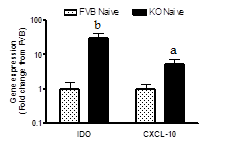 FVB Naive KO Naive
Gene expression
(Fold change from FVB)
100
10
1
0.1
b
a
IDO CXCL-10